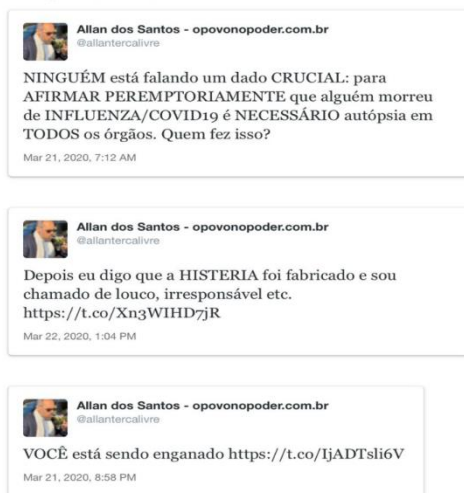 Allan dos Santos - opovonopoder.com.br
@allantercalivre
NINGUÉM está falando um dado CRUCIAL: para
AFIRMAR PEREMPTORIAMENTE que alguém morreu
de INFLUENZA/COVID19 é NECESSÁRIO autópsia em
TODOS os órgãos. Quem fez isso?
Mar 21, 2020, 7:12 AM
Allan dos Santos - opovonopoder.com.br
@allantercalivre
Depois eu digo que a HISTERIA foi fabricado e sou
chamado de louco, irresponsável etc.
https://t.co/Xn3WIHD7jR
Mar 22, 2020, 1:04 PM
Allan dos Santos - opovonopoder.com.br
@allantercalivre
VOCÊ está sendo enganado https://t.co/IjADTsli6V
Mar 21, 2020, 8:58 PM